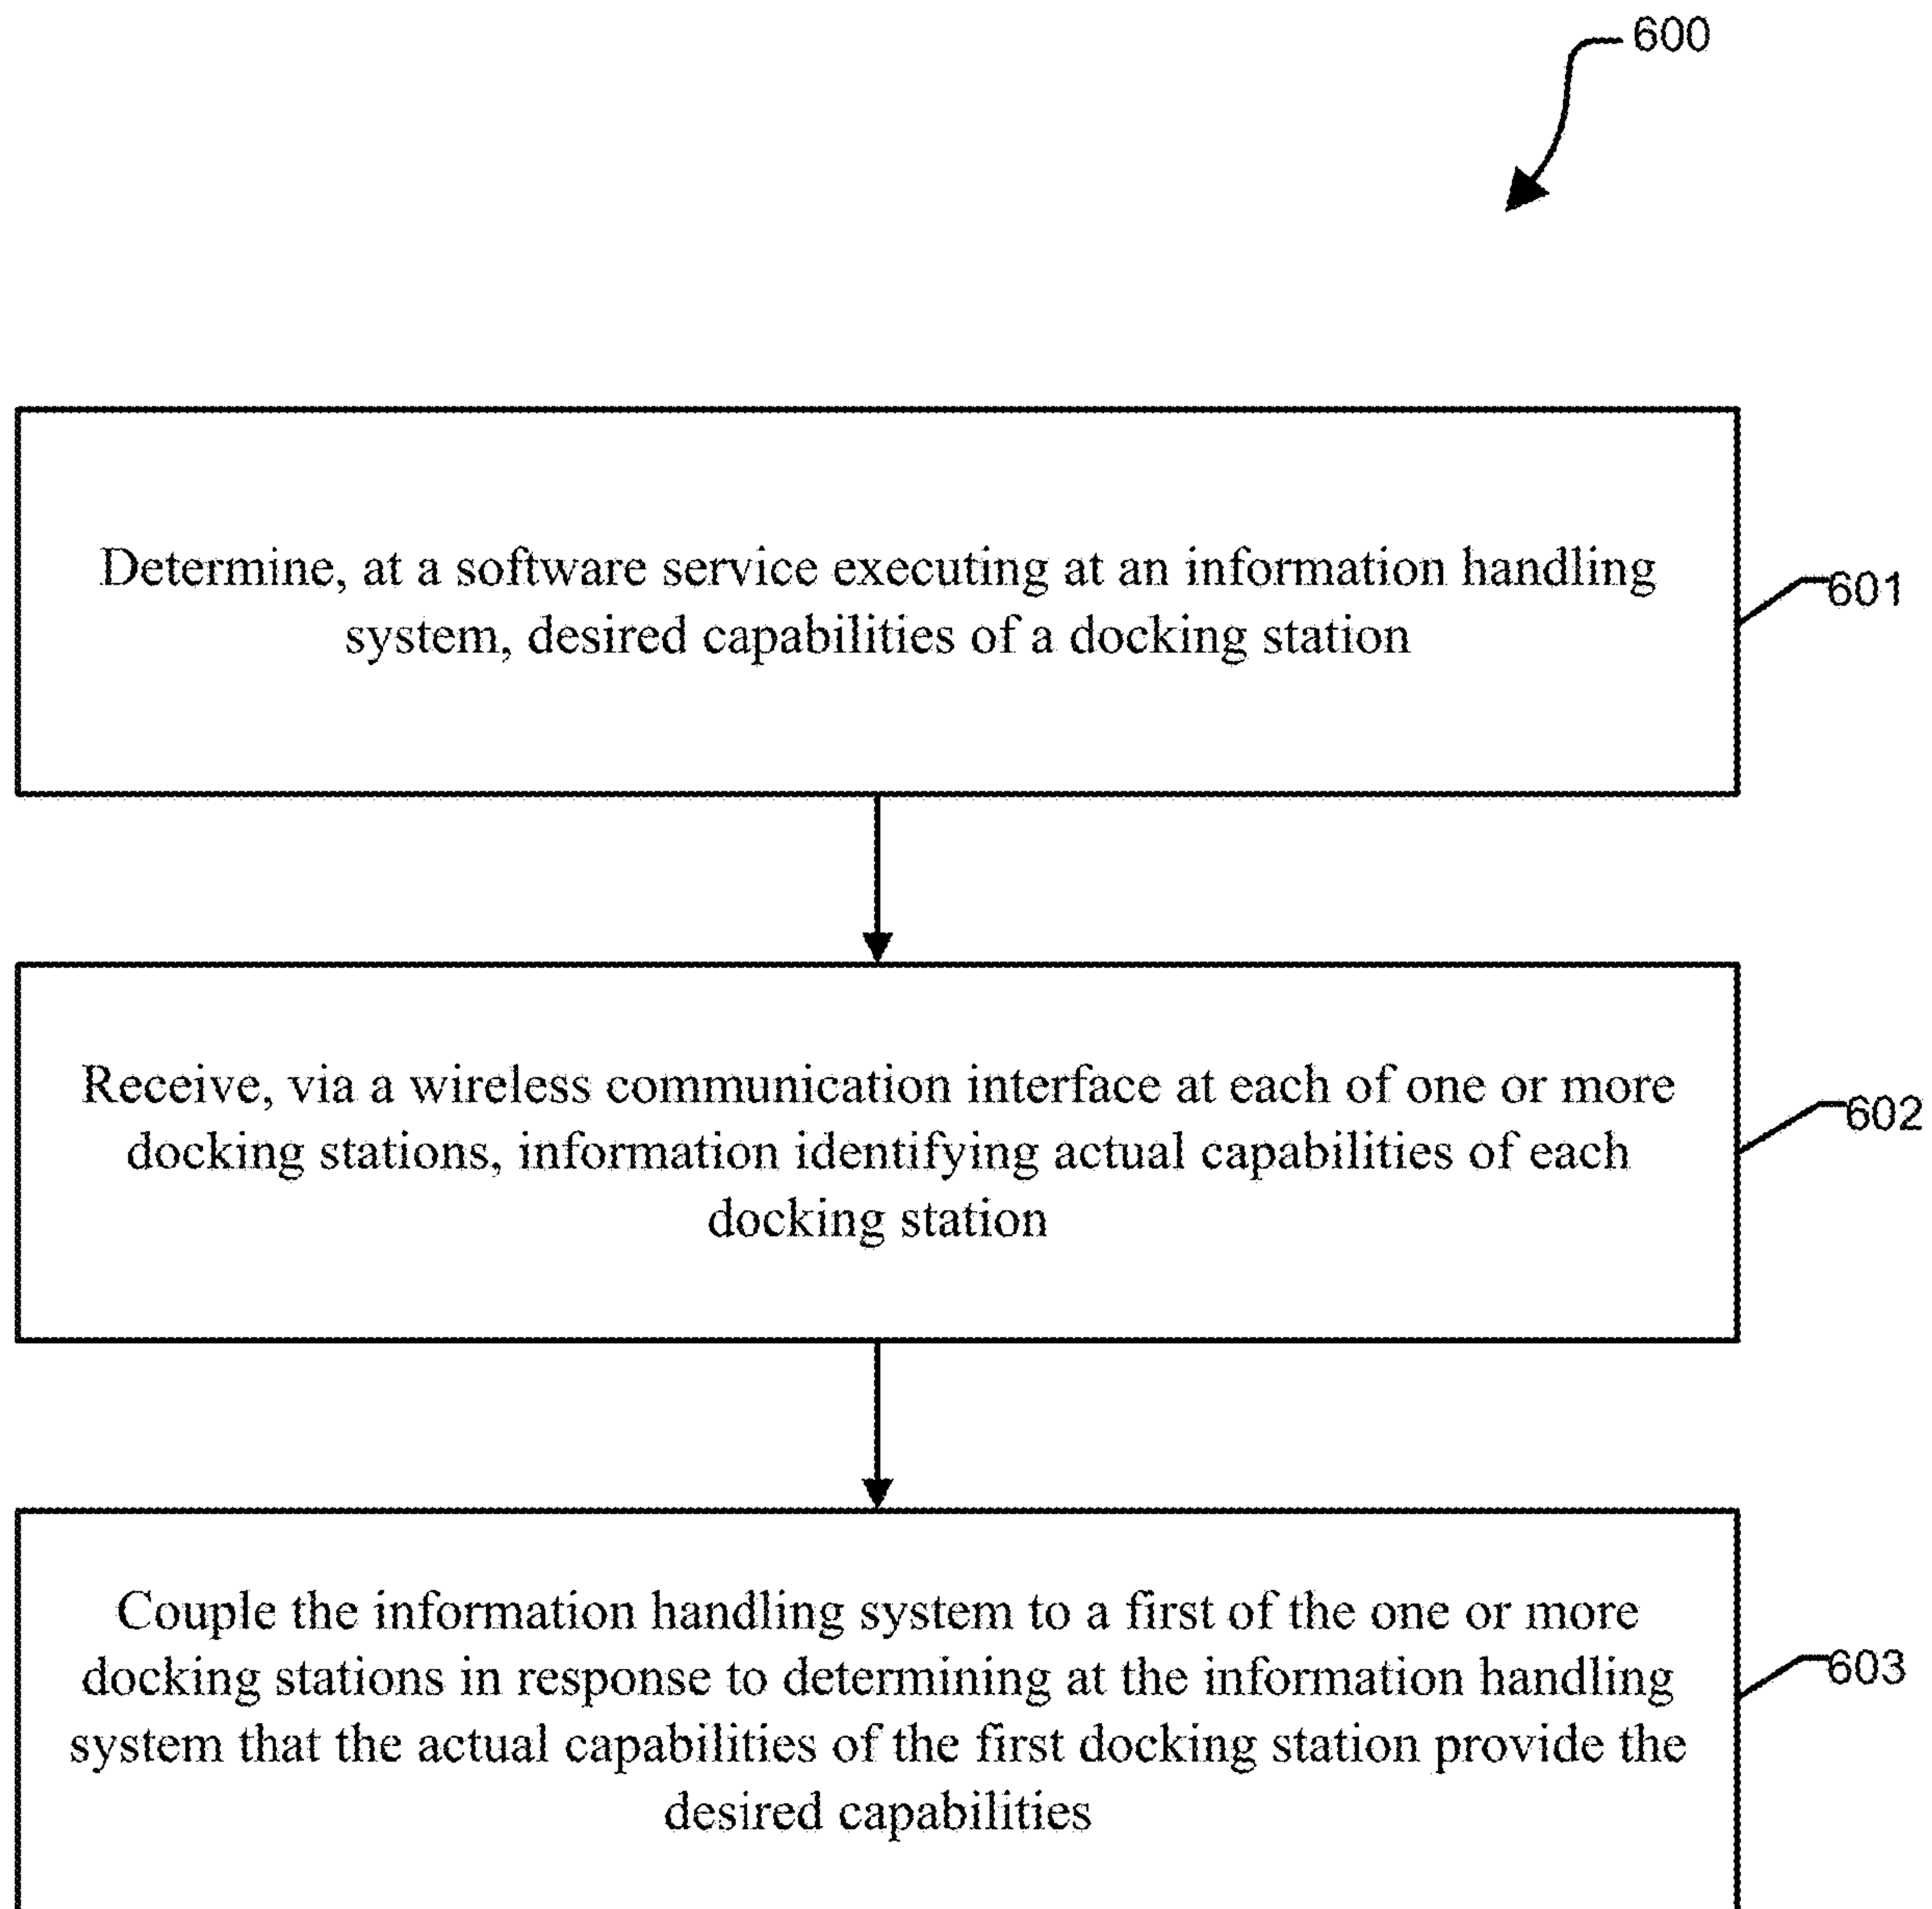 600
Determine, at a software service executing at an information handling
system, desired capabilities of a docking station
601
Receive, via a wireless communication interface at each of one or more
docking stations, information identifying actual capabilities of each
docking station
602
Couple the information handling system to a first of the one or more
docking stations in response to determining at the information handling
system that the actual capabilities of the first docking station provide the
desired capabilities
603